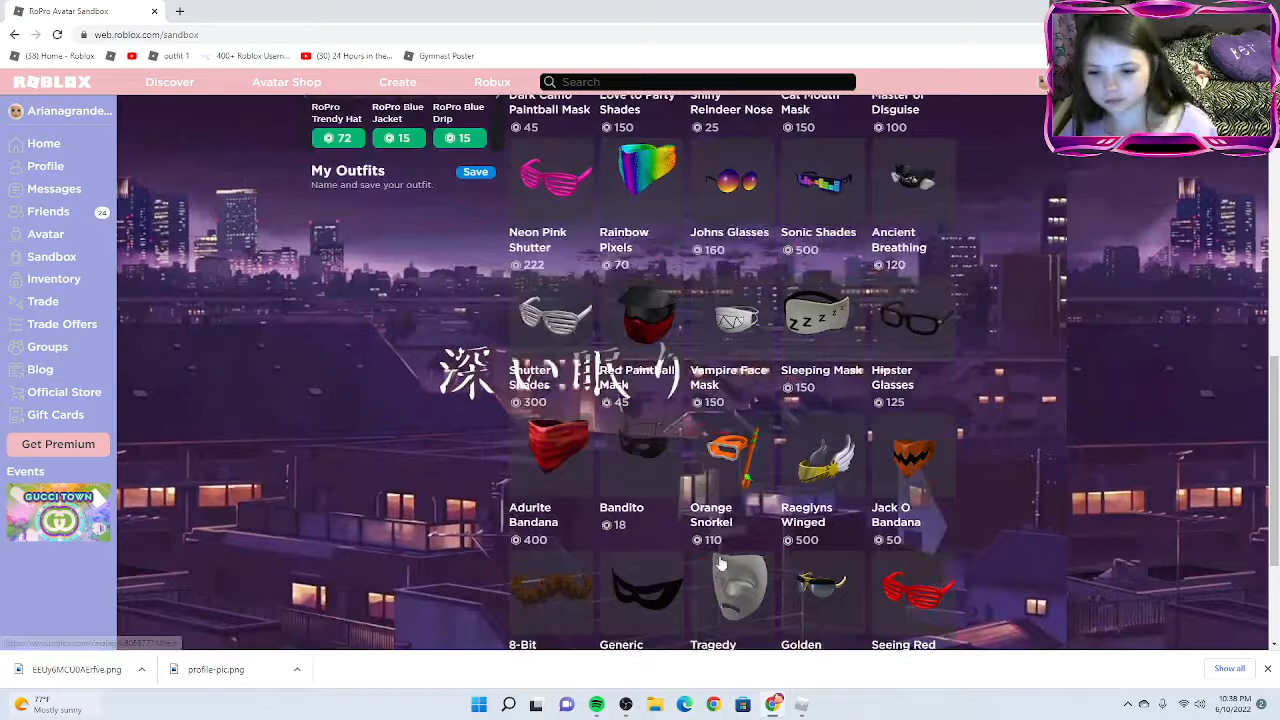 RoPro Avatar Sandbox
web.roblox.com/sandbox
(38) Home - Roblox
outfit 1
400+ Roblox Usern...
(30) 24 Hours in the...
Gymnast Poster
ROBLOX
Discover
Avatar Shop
Create
Robux
Search
Arianagrande...
Home
Profile
Messages
Friends
24
Avatar
Sandbox
Inventory
Trade
Trade Offers
Groups
Blog
Official Store
Gift Cards
Get Premium
Events
GUCCI TOWN
RoPro
Trendy Hat
72
RoPro Blue
Jacket
15
RoPro Blue
Drip
15
My Outfits
Save
Name and save your outfit.
Dark Camo
Paintball Mask
45
Love to Party
Shades
150
Shiny
Reindeer Nose
25
Cat Mouth
Mask
150
Master of
Disguise
100
Neon Pink
Shutter
222
Rainbow
Pixels
70
Johns Glasses
160
Sonic Shades
500
Ancient
Breathing
120
Shutter
Shades
300
Red Paintball
Mask
45
Vampire Face
Mask
150
Z Z Z Z Z
Sleeping Mask
150
Hipster
Glasses
125
深い眠り
Adurite
Bandana
400
Bandito
18
Orange
Snorkel
110
Raeglyns
Winged
500
Jack O
Bandana
50
8-Bit
Generic
Tragedy
Golden
Seeing Red
EEUy6MCU0AErfve.png
profile-pic.png
Show all
77°F
Mostly sunny
10:38 PM
6/10/2022